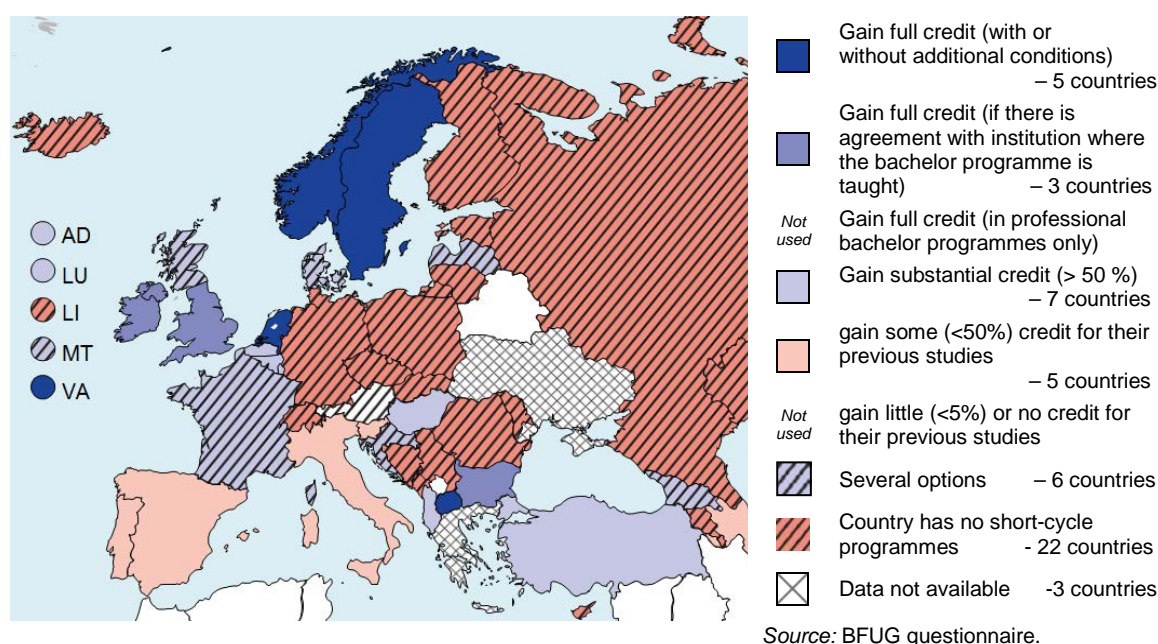 AD
LU
LI
MT
VA
Gain full credit (with or
without additional conditions)
– 5 countries
Gain full credit (if there is
agreement with institution where
the bachelor programme is
taught) – 3 countries
Not
used
Gain full credit (in professional
bachelor programmes only)
Gain substantial credit (> 50 %)
– 7 countries
gain some (<50%) credit for their
previous studies
– 5 countries
Not
used
gain little (<5%) or no credit for
their previous studies
Several options – 6 countries
Country has no short-cycle
programmes - 22 countries
Data not available -3 countries
Source: BFUG questionnaire.